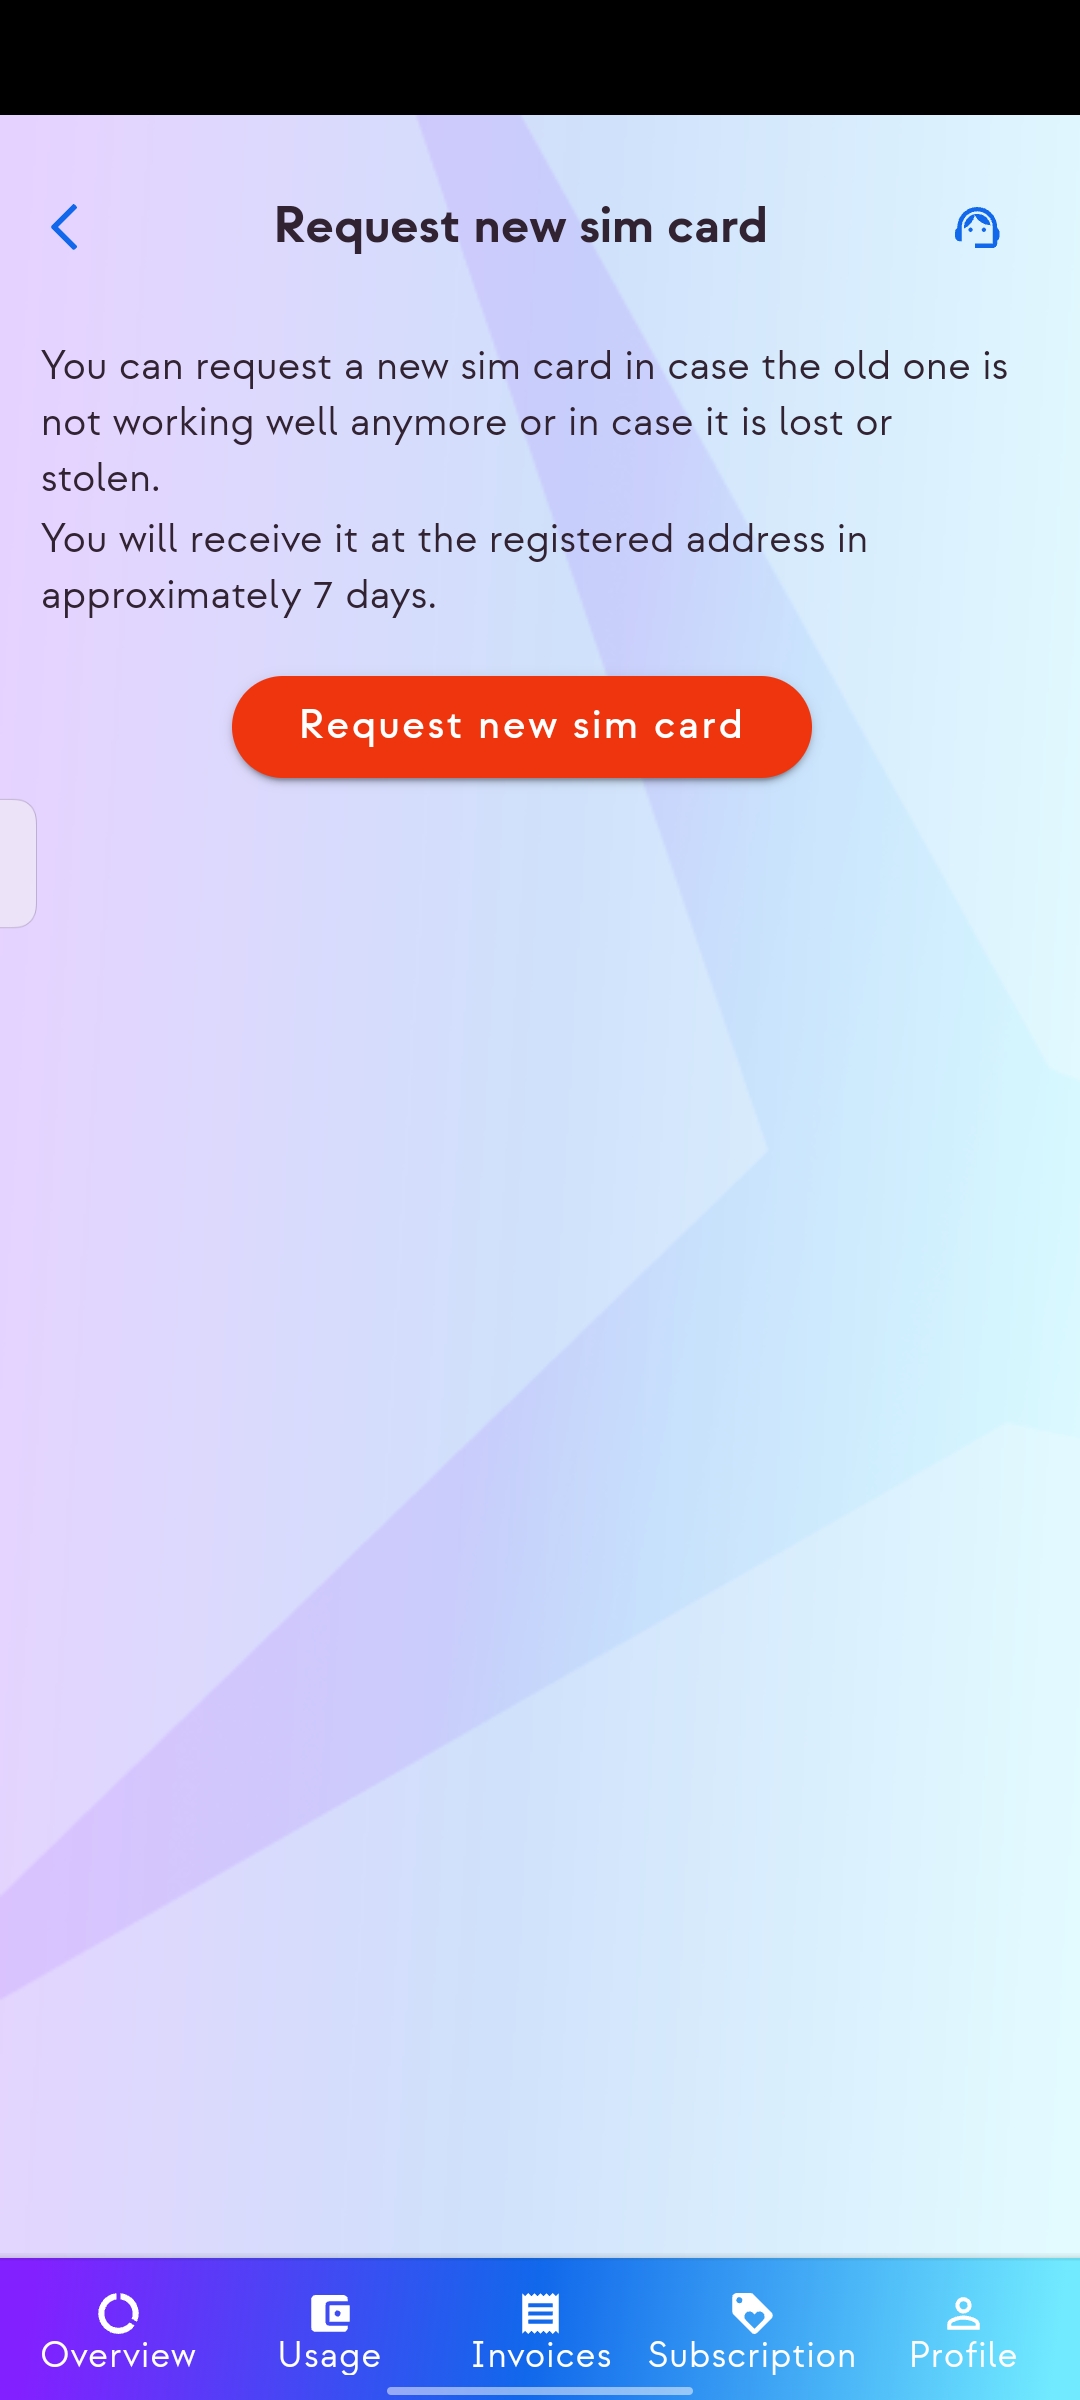 Request new sim card
You can request a new sim card in case the old one is
not working well anymore or in case it is lost or
stolen.
You will receive it at the registered address in
approximately 7 days.
Request new sim card
Overview
Usage
Invoices
Subscription
Profile